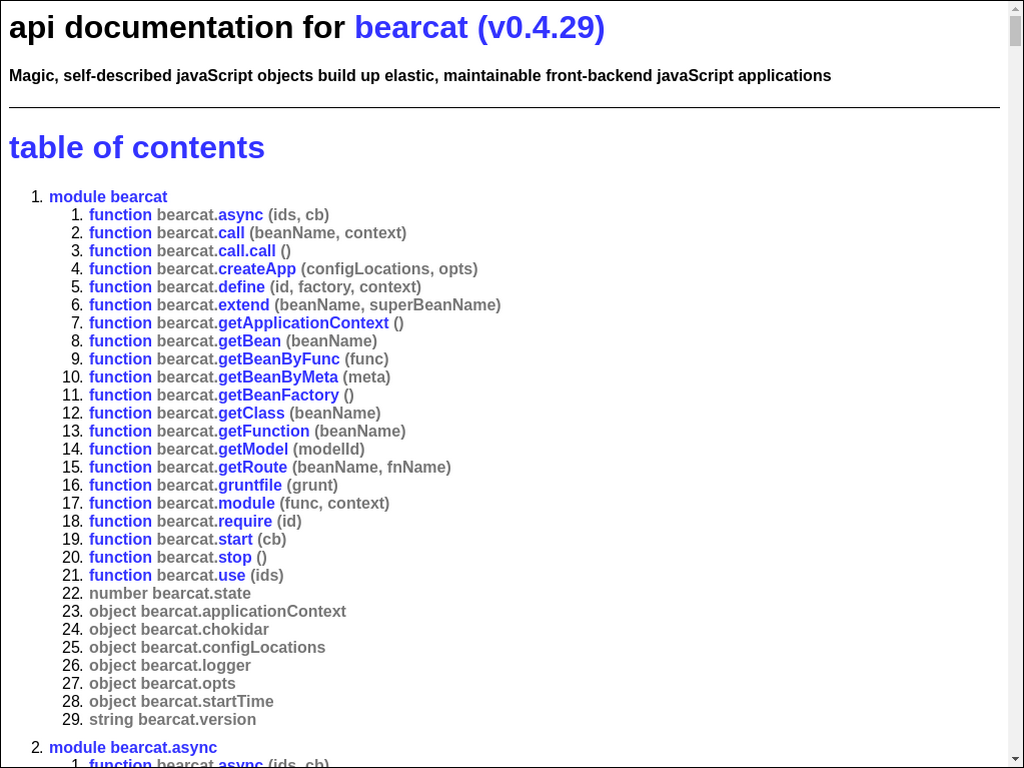 api documentation for bearcat (v0.4.29)
Magic, self-described javaScript objects build up elastic, maintainable front-backend javaScript applications
table of contents
1. module bearcat
1. function bearcat.async (ids, cb)
2. function bearcat.call (beanName, context)
3. function bearcat.call.call ()
4. function bearcat.createApp (configLocations, opts)
5. function bearcat.define (id, factory, context)
6. function bearcat.extend (beanName, superBeanName)
7. function bearcat.getApplicationContext ()
8. function bearcat.getBean (beanName)
9. function bearcat.getBeanByFunc (func)
10. function bearcat.getBeanByMeta (meta)
11. function bearcat.getBeanFactory ()
12. function bearcat.getClass (beanName)
13. function bearcat.getFunction (beanName)
14. function bearcat.getModel (modelId)
15. function bearcat.getRoute (beanName, fnName)
16. function bearcat.gruntfile (grunt)
17. function bearcat.module (func, context)
18. function bearcat.require (id)
19. function bearcat.start (cb)
20. function bearcat.stop ()
21. function bearcat.use (ids)
22. number bearcat.state
23. object bearcat.applicationContext
24. object bearcat.chokidar
25. object bearcat.configLocations
26. object bearcat.logger
27. object bearcat.opts
28. object bearcat.startTime
29. string bearcat.version
2. module bearcat.async
1. function bearcat.async (ids, cb)